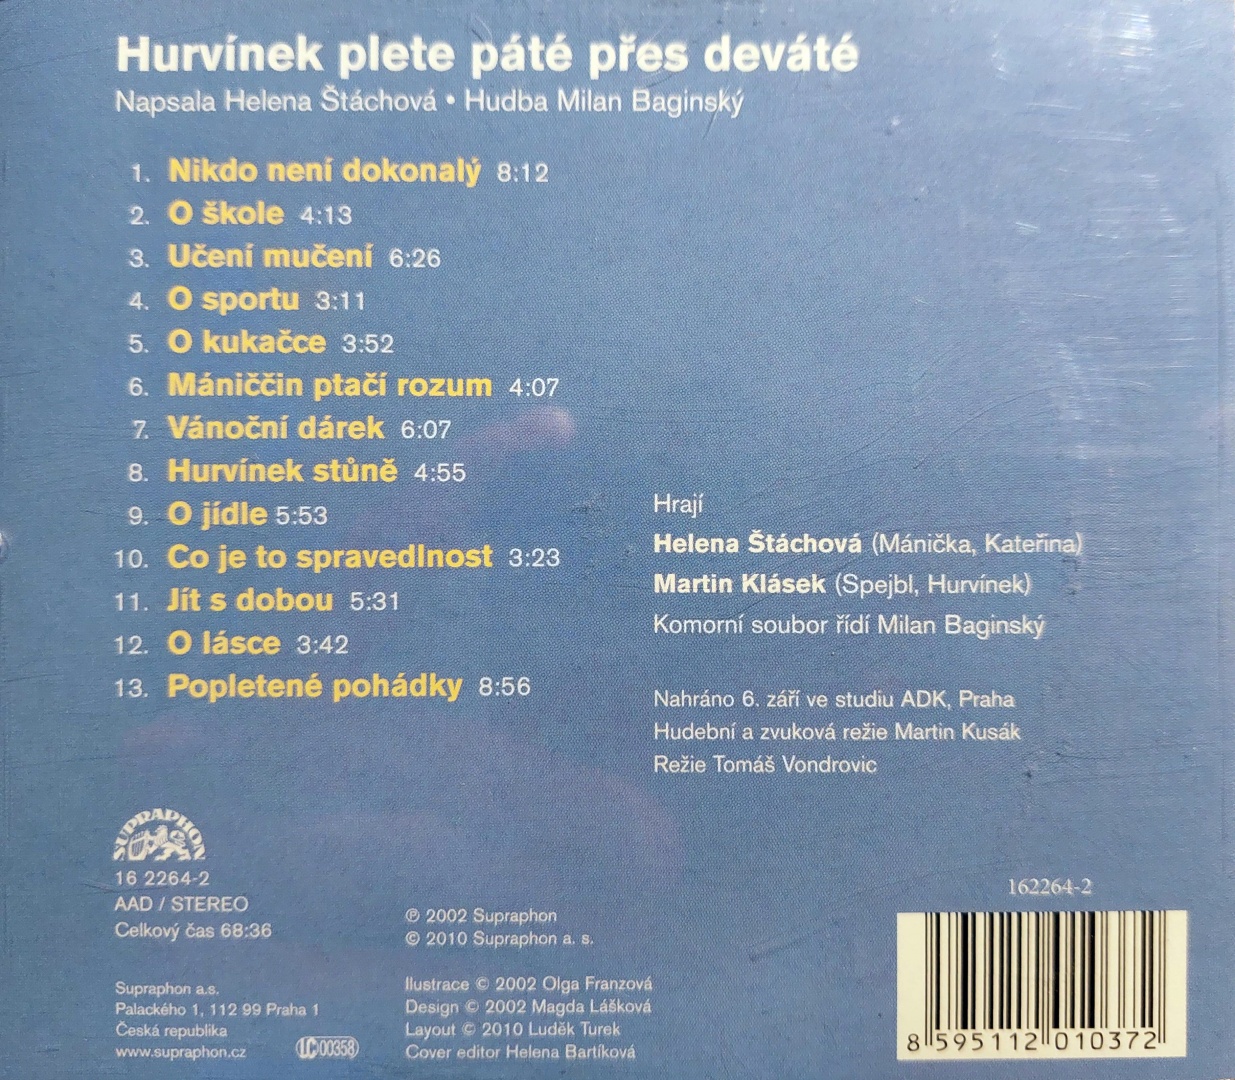 Hurvínek plete páté přes deváté
Napsala Helena Štáchová • Hudba Milan Baginský
1. Nikdo není dokonalý 8:12
2. O škole 4:13
3. Učení mučení 6:26
4. O sportu 3:11
5. O kukačce 3:52
6. Mániččin ptačí rozum 4:07
7. Vánoční dárek 6:07
8. Hurvínek stůně 4:55
9. O jídle 5:53
10. Co je to spravedlnost 3:23
11. Jít s dobou 5:31
12. O lásce 3:42
13. Popletené pohádky 8:56
Hrají
Helena Štáchová (Mánička, Kateřina)
Martin Klásek (Spejbl, Hurvínek)
Komorní soubor řídí Milan Baginský
Nahráno 6. září ve studiu ADK, Praha
Hudební a zvuková režie Martin Kusák
Režie Tomáš Vondrovic
SUPRAPHON
16 2264-2
AAD / STEREO
Celkový čas 68:36
Supraphon a.s.
Palackého 1, 112 99 Praha 1
Česká republika
www.supraphon.cz
LC 00358
℗ 2002 Supraphon
© 2010 Supraphon a. s.
Ilustrace © 2002 Olga Franzová
Design © 2002 Magda Lášková
Layout © 2010 Luděk Turek
Cover editor Helena Bartíková
162264-2
8 595112 010372